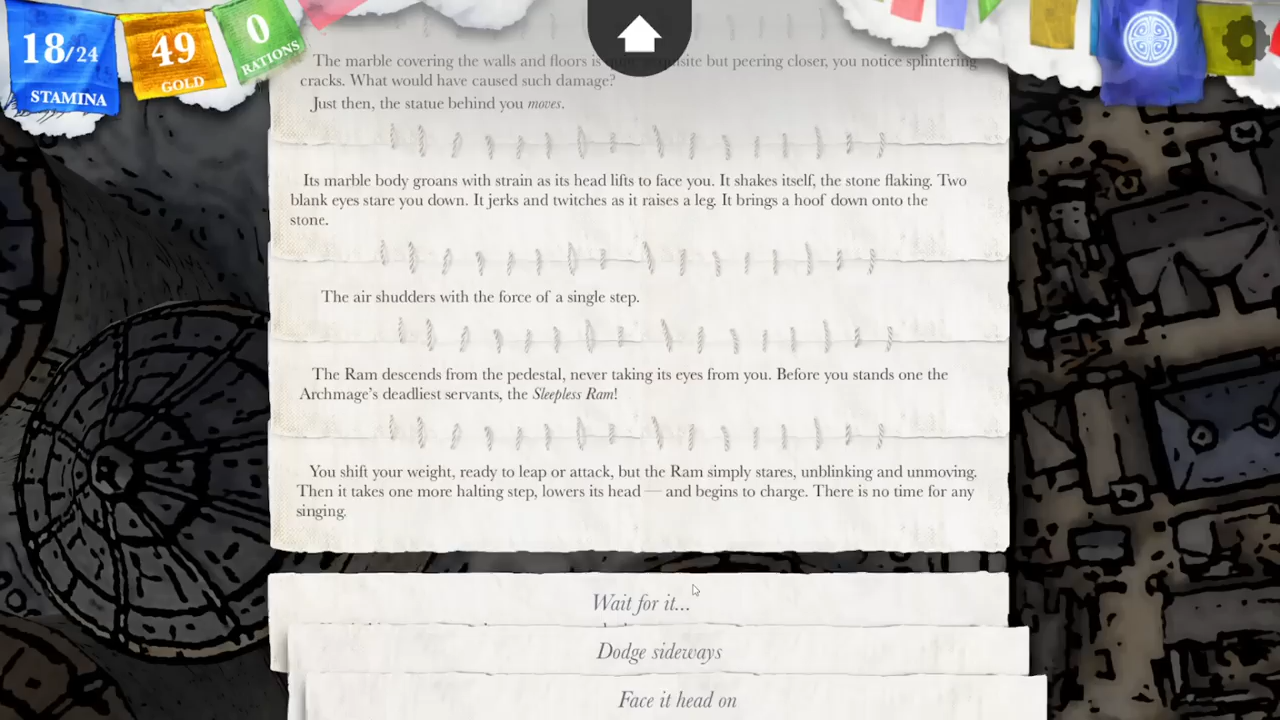 18/24
STAMINA
49
GOLD
0
RATIONS
The marble covering the walls and floors is but peering closer, you notice splintering
cracks. What would have caused such damage?
Just then, the statue behind you moves.
Its marble body groans with strain as its head lifts to face you. It shakes itself, the stone flaking. Two
blank eyes stare you down. It jerks and twitches as it raises a leg. It brings a hoof down onto the
stone.
The air shudders with the force of a single step.
The Ram descends from the pedestal, never taking its eyes from you. Before you stands one the
Archmage's deadliest servants, the Sleepless Ram!
You shift your weight, ready to leap or attack, but the Ram simply stares, unblinking and unmoving.
Then it takes one more halting step, lowers its head — and begins to charge. There is no time for any
singing.
Wait for it...
Dodge sideways
Face it head on